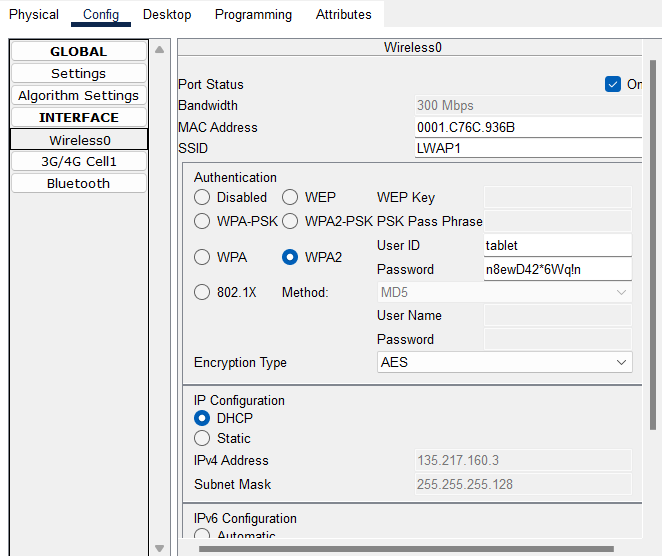 Physical Config Desktop Programming Attributes
GLOBAL
Settings
Algorithm Settings
INTERFACE
Wireless0
3G/4G Cell1
Bluetooth
Wireless0
Port Status On
Bandwidth 300 Mbps
MAC Address 0001.C76C.936B
SSID LWAP1
Authentication
Disabled WEP WEP Key
WPA-PSK WPA2-PSK PSK Pass Phrase
User ID tablet
WPA WPA2
Password n8ewD42*6Wq!n
802.1X Method: MD5
User Name
Password
Encryption Type AES
IP Configuration
DHCP
Static
IPv4 Address 135.217.160.3
Subnet Mask 255.255.255.128
IPv6 Configuration
Automatic